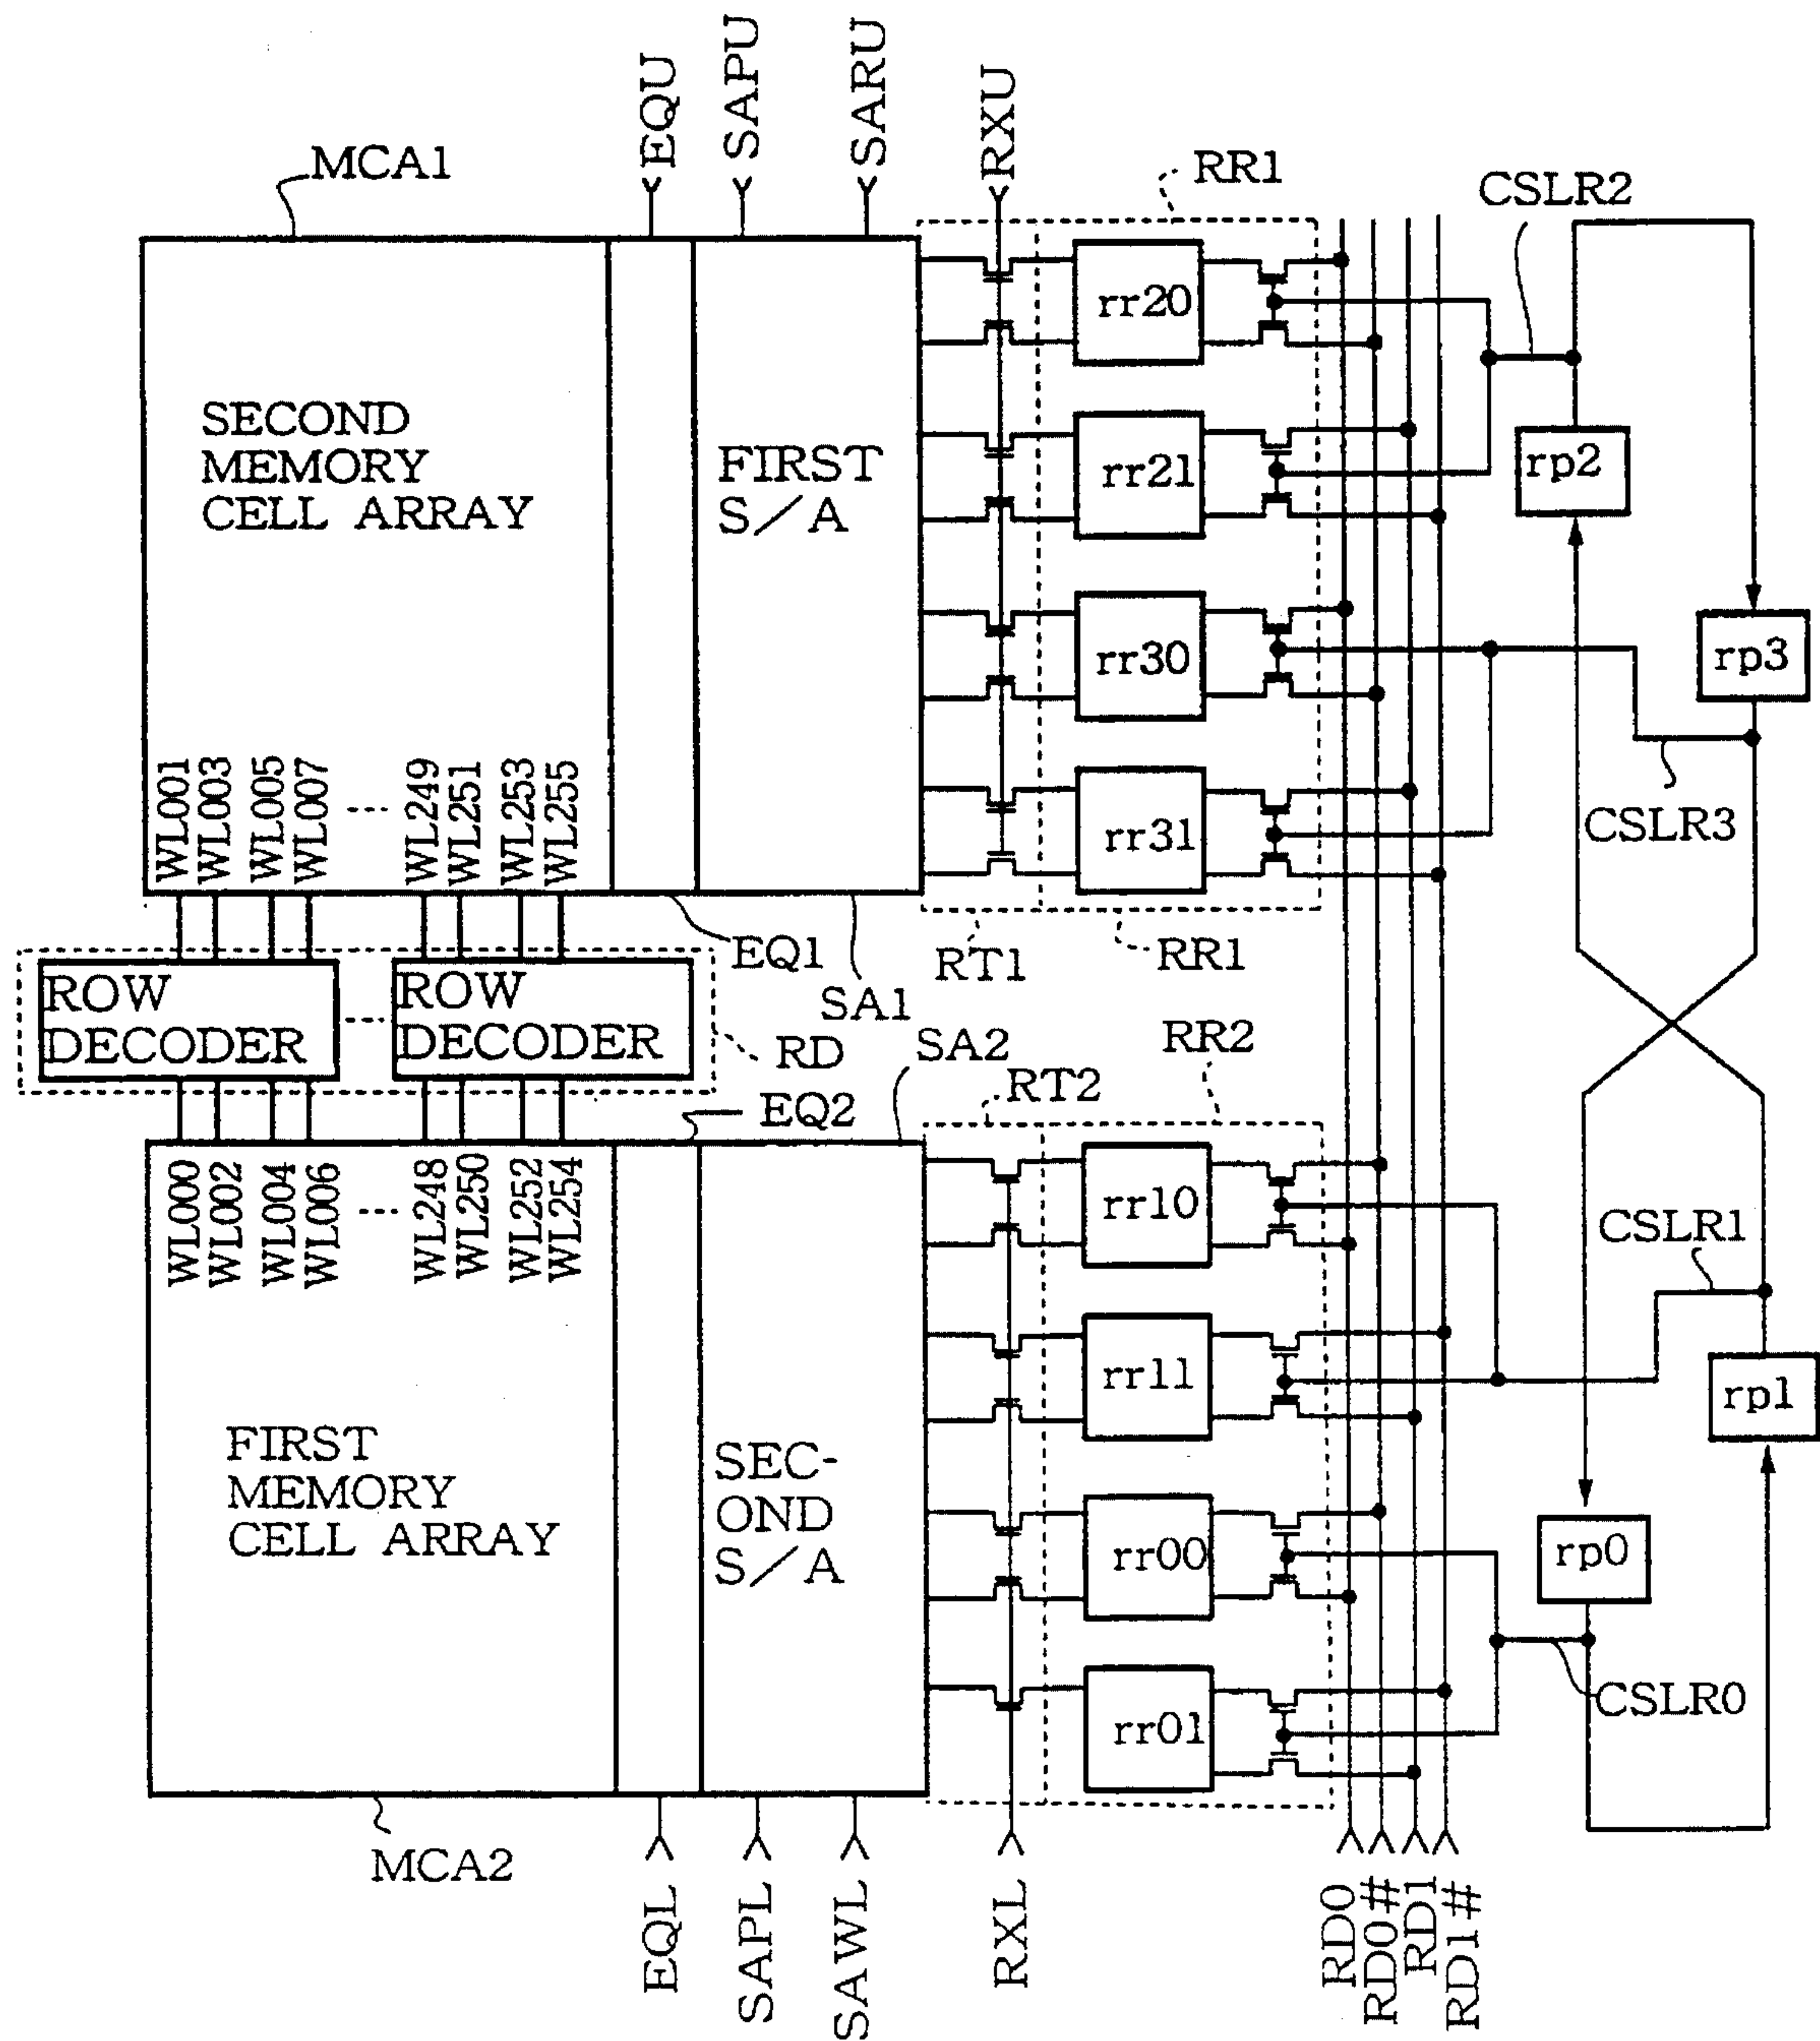 EQU
SAPU
SARU
RXU
MCA1
RR1
CSLR2
SECOND
MEMORY
CELL ARRAY
FIRST
S/A
rr20
rr21
rr30
rr31
rp2
rp3
CSLR3
WL001
WL003
WL005
WL007
----
WL249
WL251
WL253
WL255
EQ1
SA1
RT1
RR1
ROW
DECODER
ROW
DECODER
RD
SA2
EQ2
RT2
RR2
WL000
WL002
WL004
WL006
----
WL248
WL250
WL252
WL254
FIRST
MEMORY
CELL ARRAY
SEC-
OND
S/A
rr10
rr11
rr00
rr01
CSLR1
rp1
rp0
CSLR0
MCA2
EQL
SAPL
SAWL
RXL
RD0
RD0#
RD1
RD1#